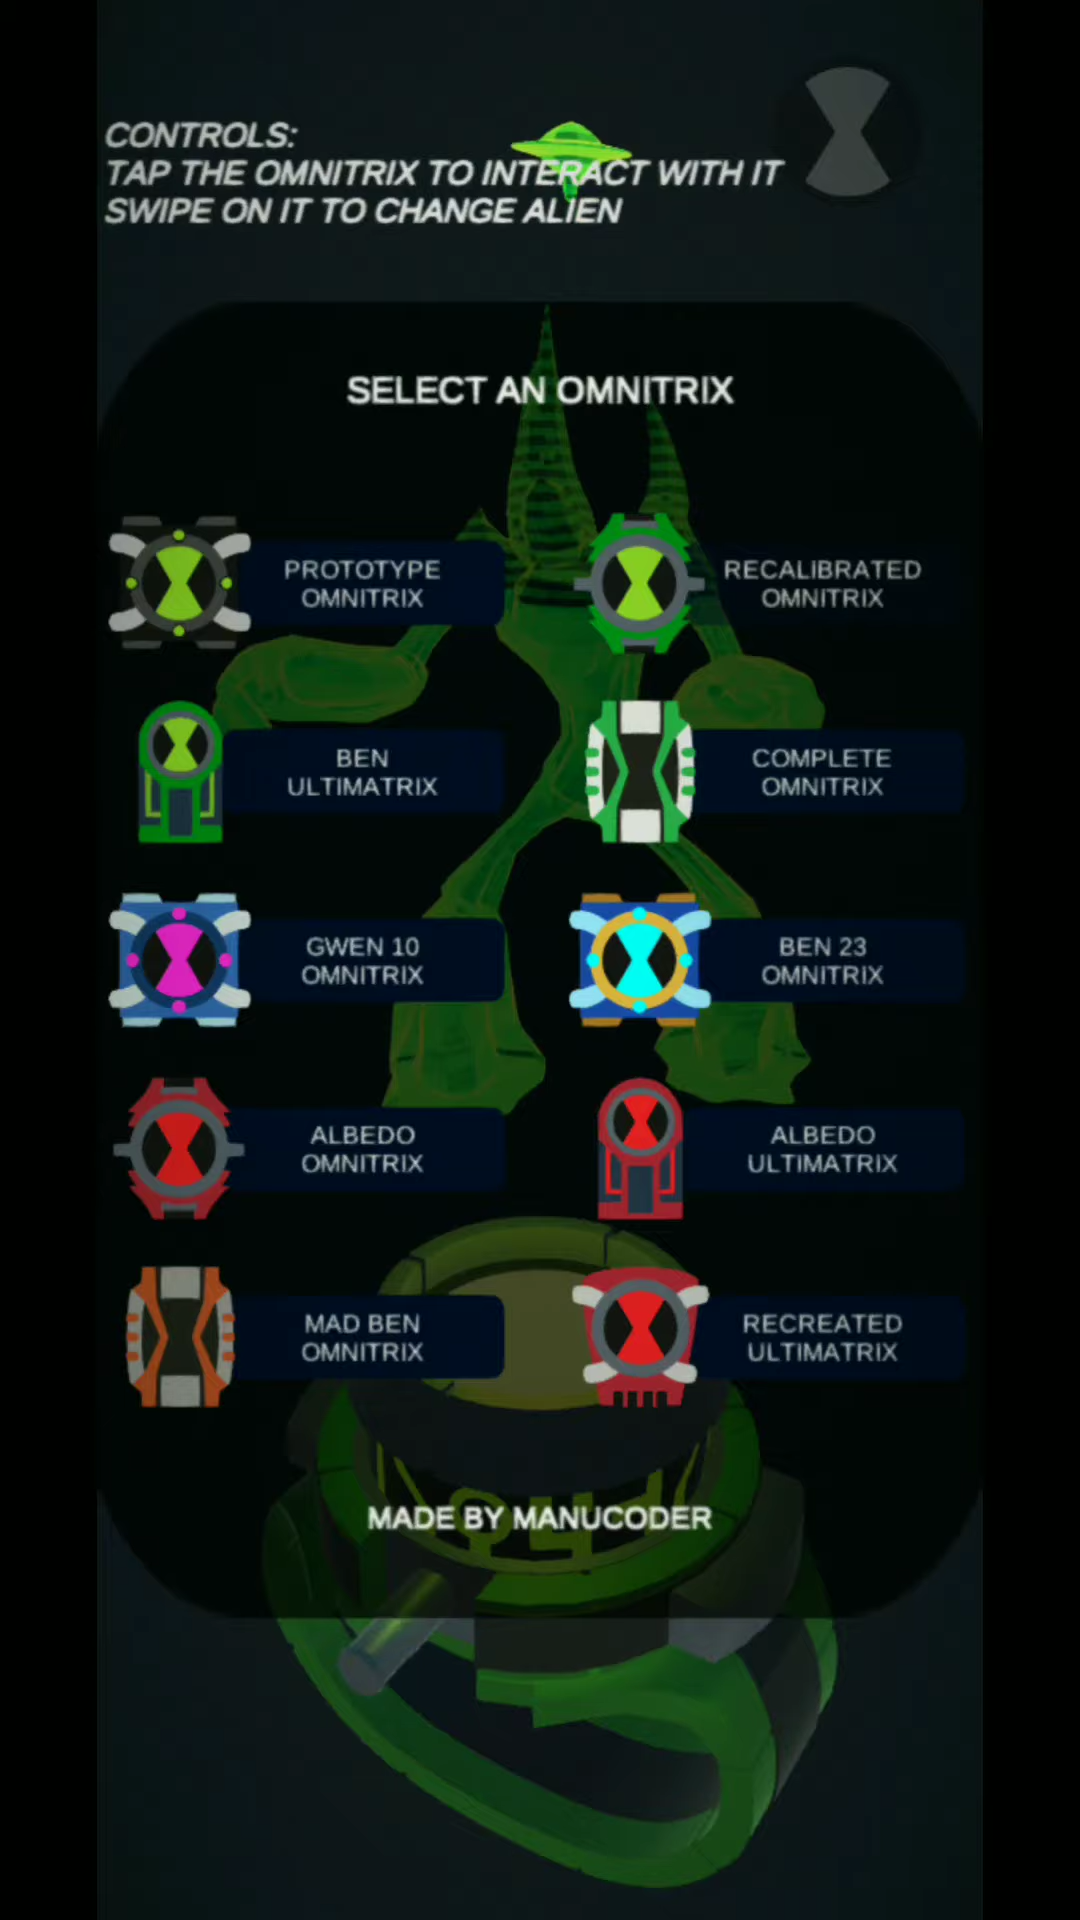 CONTROLS:
TAP THE OMNITRIX TO INTERACT WITH IT
SWIPE ON IT TO CHANGE ALIEN
SELECT AN OMNITRIX
PROTOTYPE
OMNITRIX
RECALIBRATED
OMNITRIX
BEN
ULTIMATRIX
COMPLETE
OMNITRIX
GWEN 10
OMNITRIX
BEN 23
OMNITRIX
ALBEDO
OMNITRIX
ALBEDO
ULTIMATRIX
MAD BEN
OMNITRIX
RECREATED
ULTIMATRIX
MADE BY MANUCODER